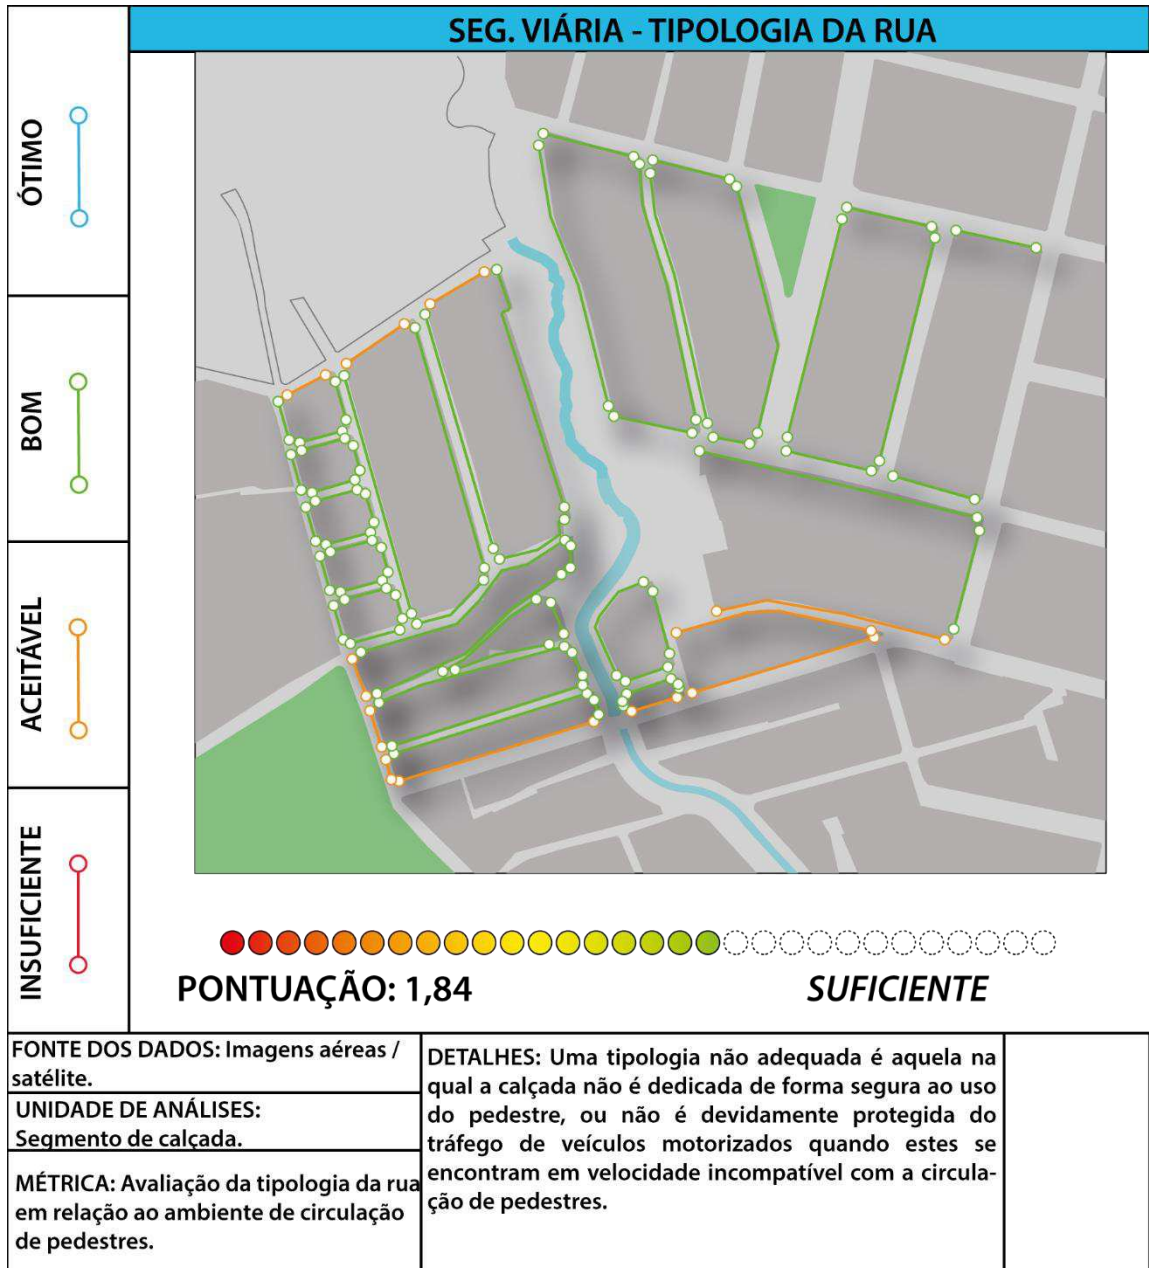 SEG. VIÁRIA - TIPOLOGIA DA RUA
ÓTIMO
BOM
ACEITÁVEL
INSUFICIENTE
PONTUAÇÃO: 1,84
SUFICIENTE
FONTE DOS DADOS: Imagens aéreas /
satélite.
UNIDADE DE ANÁLISES:
Segmento de calçada.
MÉTRICA: Avaliação da tipologia da rua
em relação ao ambiente de circulação
de pedestres.
DETALHES: Uma tipologia não adequada é aquela na
qual a calçada não é dedicada de forma segura ao uso
do pedestre, ou não é devidamente protegida do
tráfego de veículos motorizados quando estes se
encontram em velocidade incompatível com a circula-
ção de pedestres.